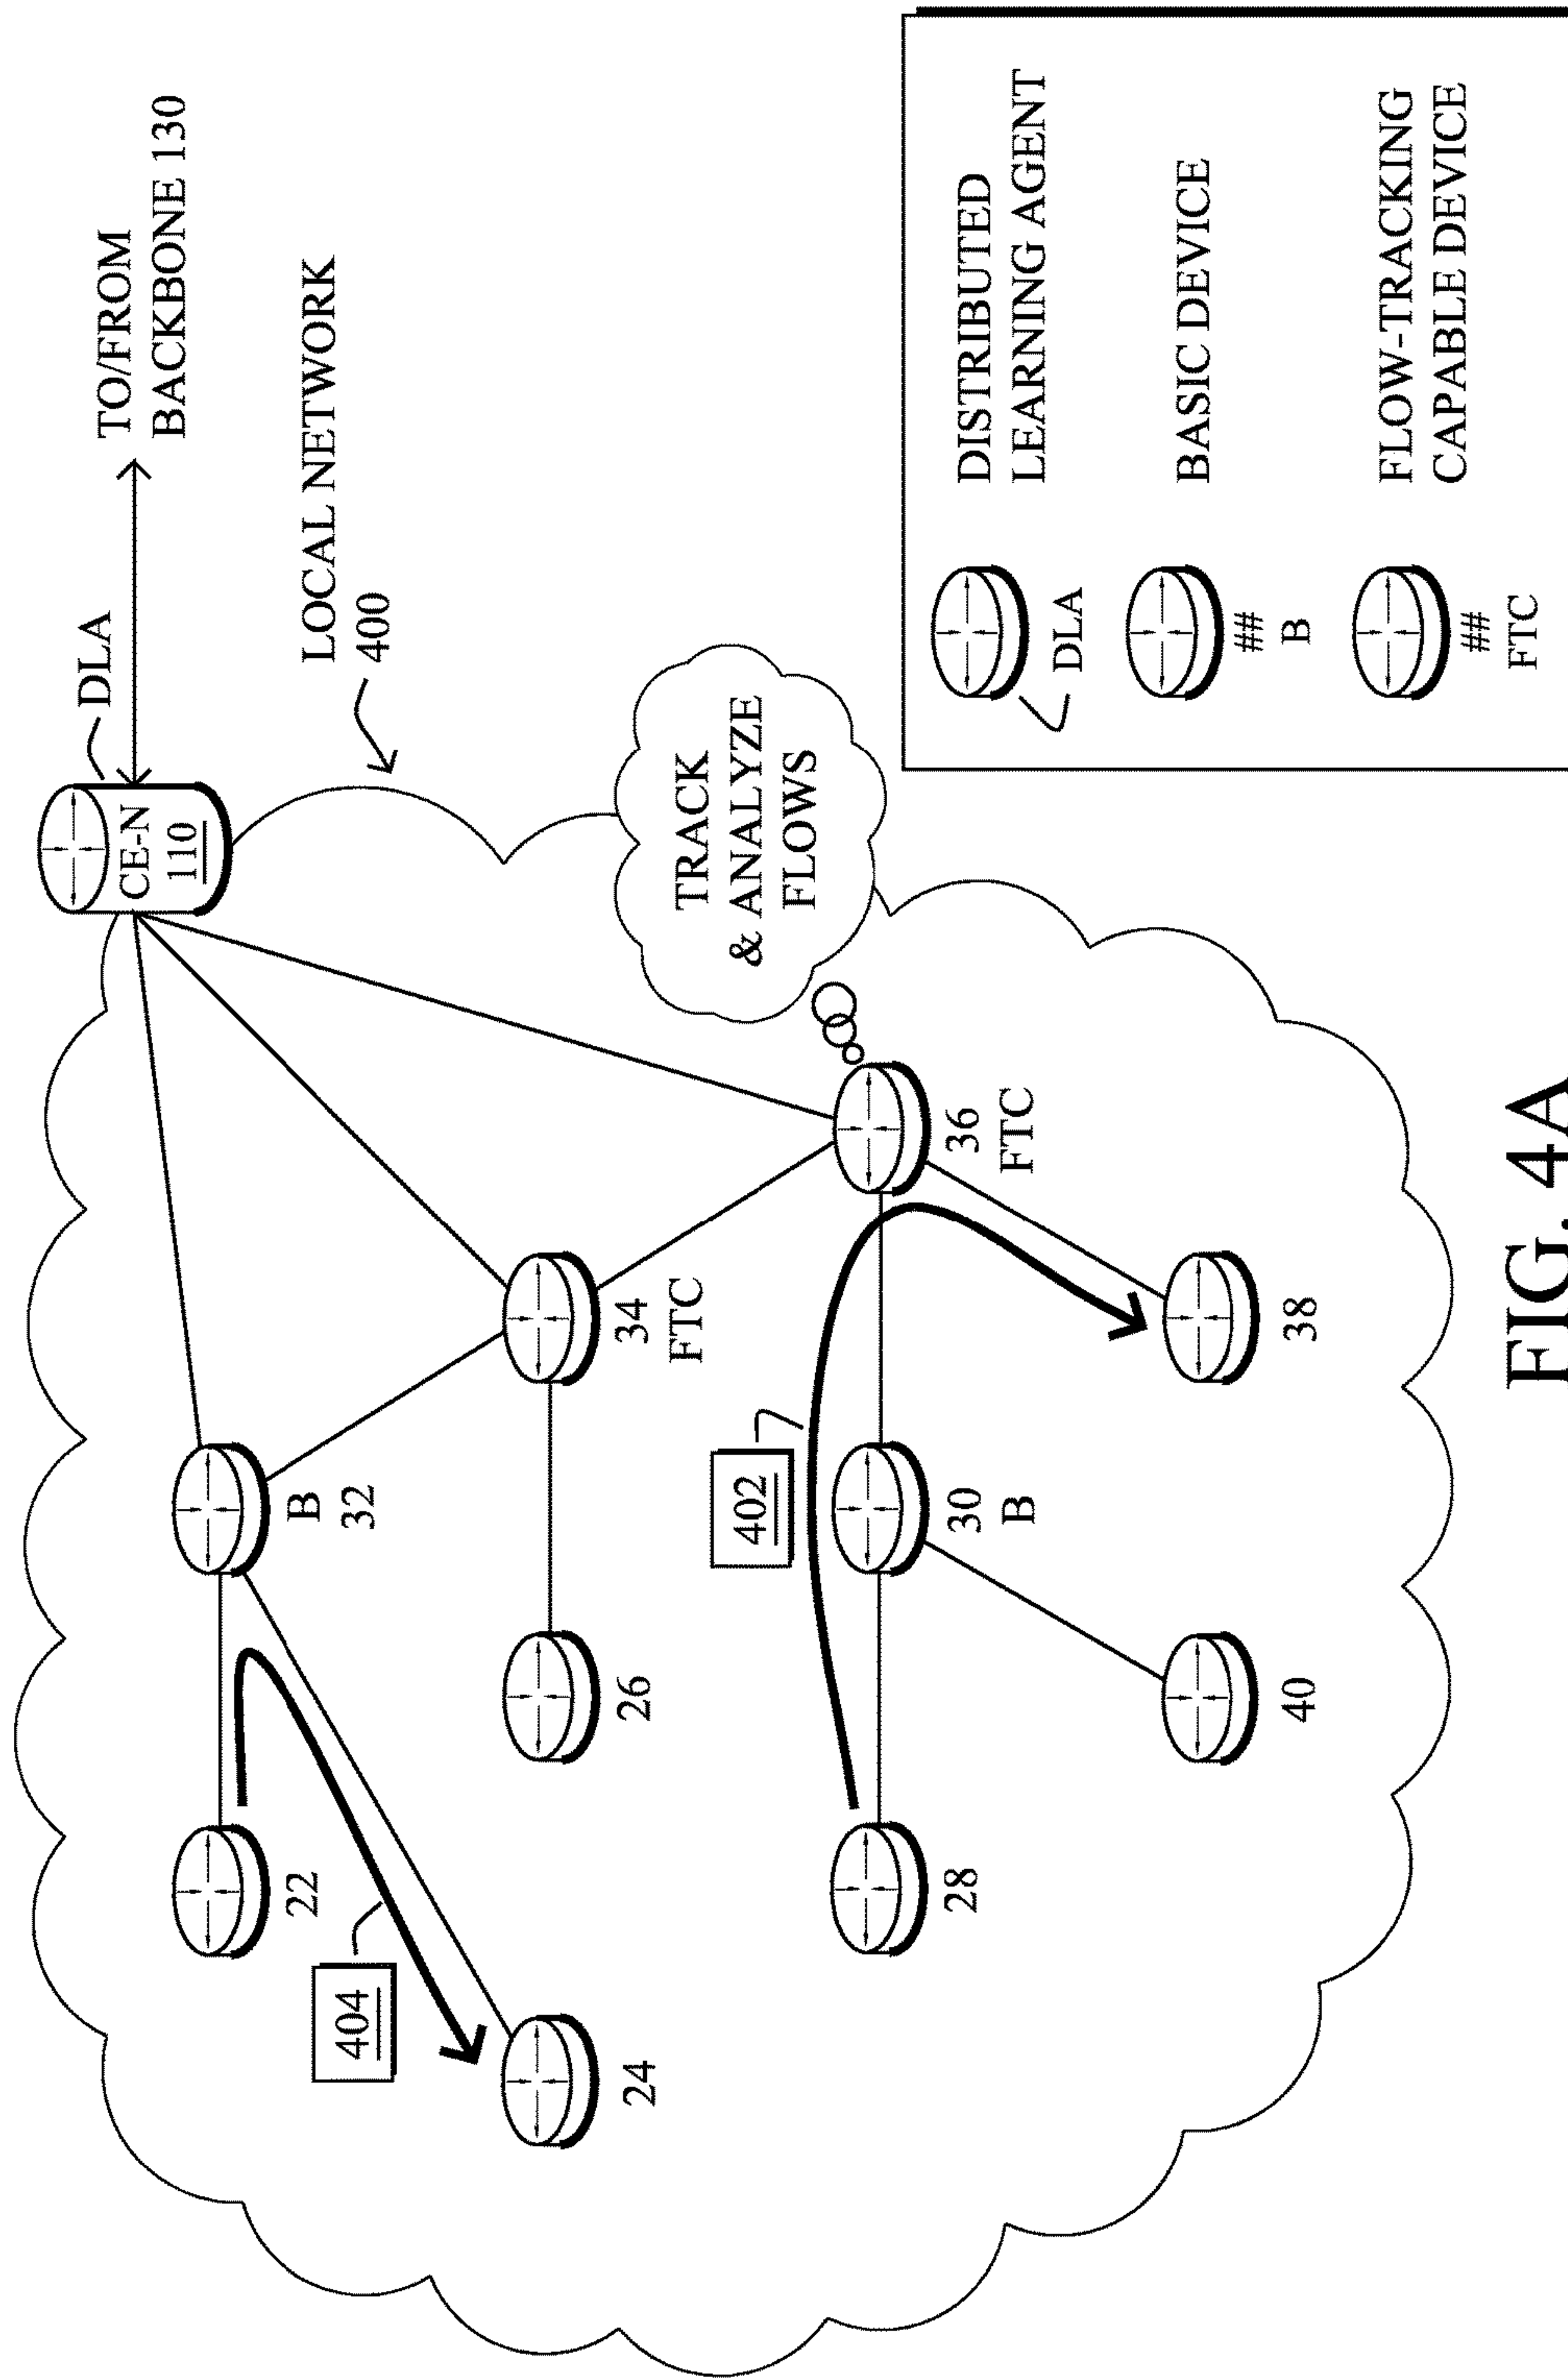 TO/FROM
BACKBONE 130
DLA
CE-N
110
LOCAL NETWORK
400
TRACK
& ANALYZE
FLOWS
B
32
22
404
24
34
FTC
26
402
36
FTC
30
B
28
38
40
DLA
DISTRIBUTED
LEARNING AGENT
##
B
BASIC DEVICE
##
FTC
FLOW-TRACKING
CAPABLE DEVICE
FIG. 4A